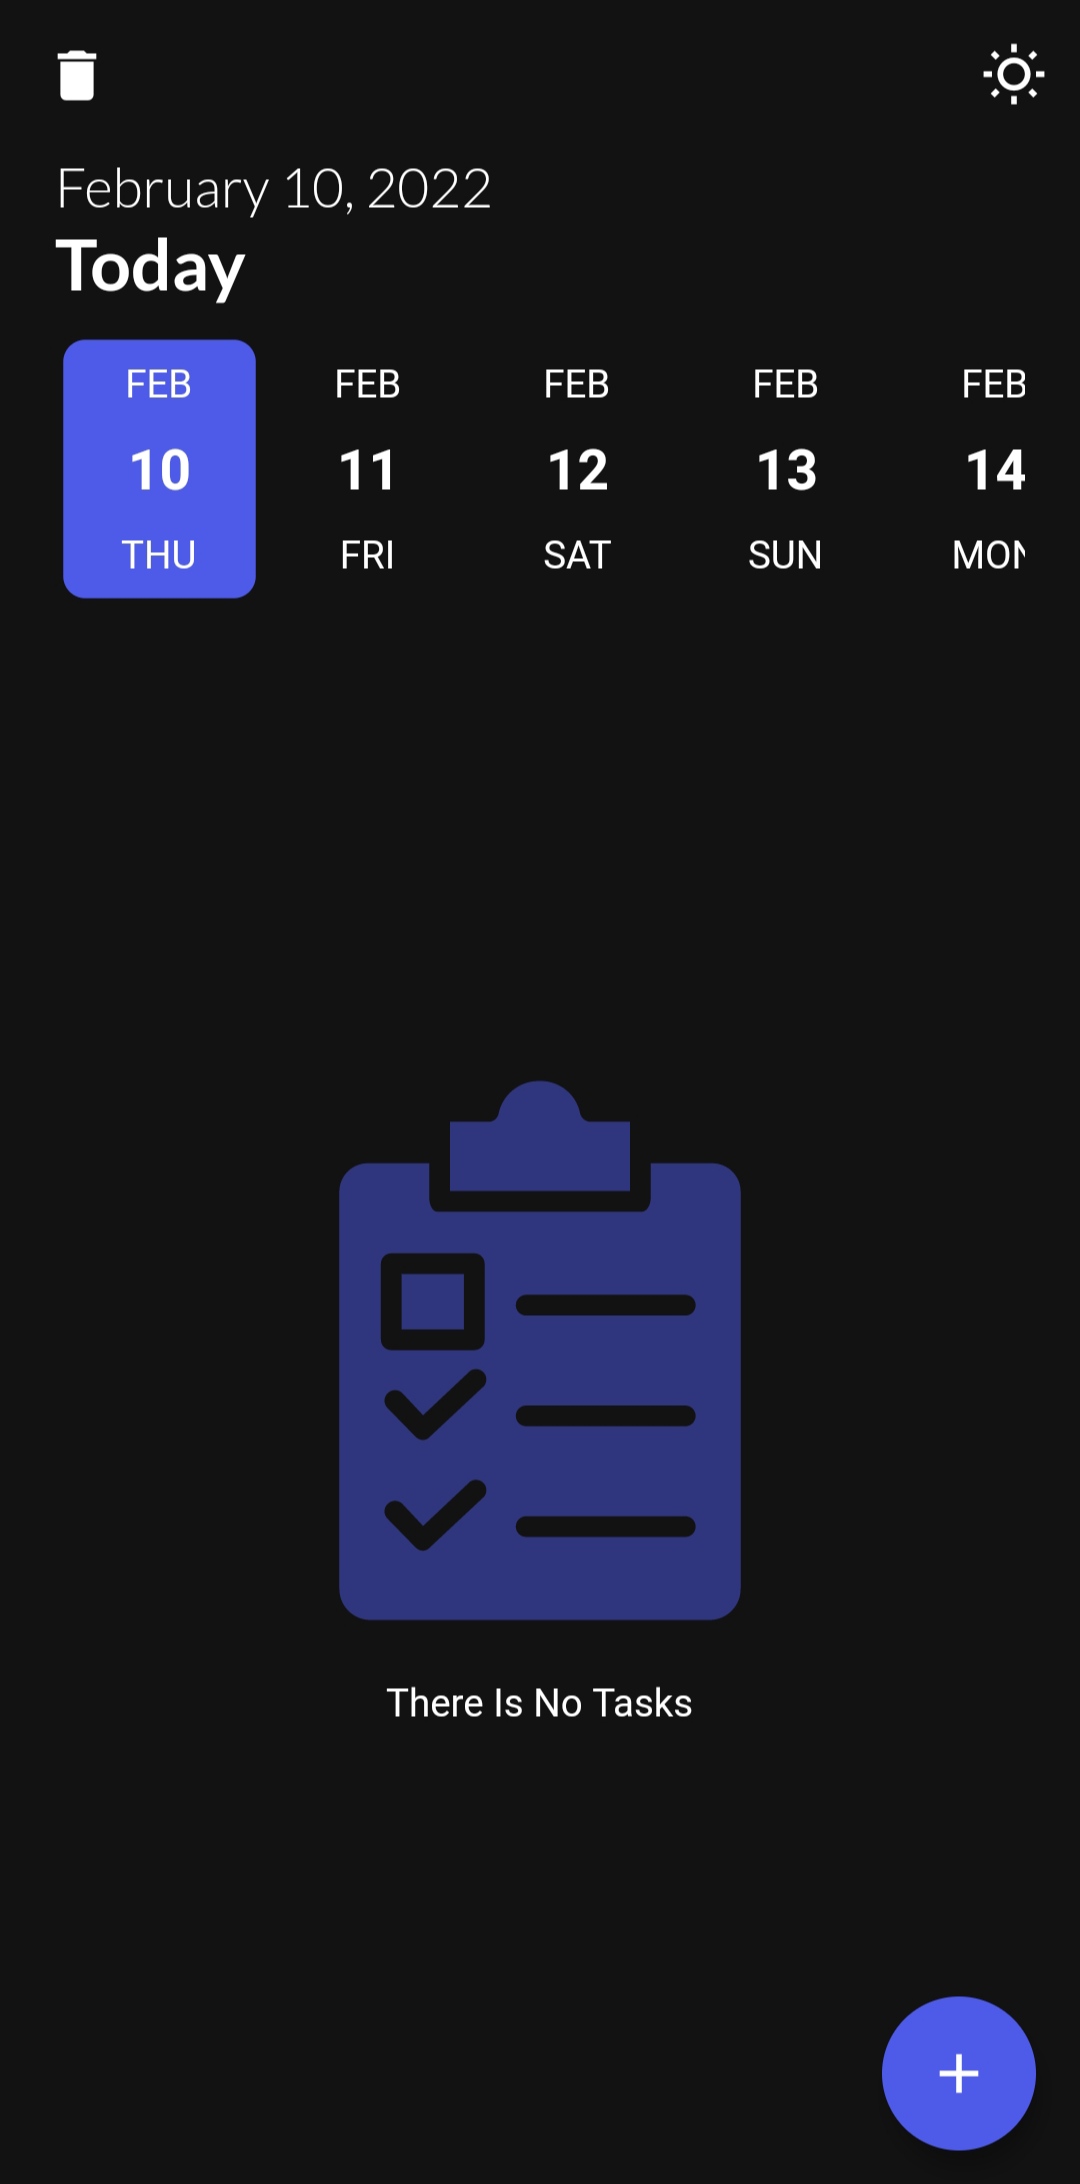 February 10, 2022
Today
FEB FEB FEB FEB FEB
10 11 12 13 14
THU FRI SAT SUN MON
There Is No Tasks